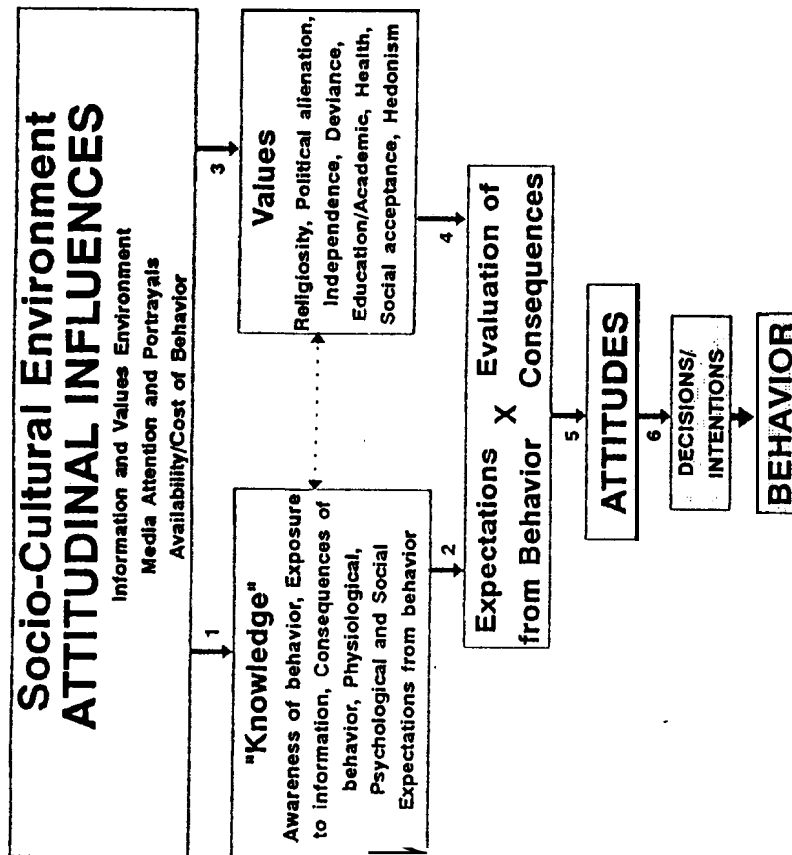 Socio-Cultural Environment
ATTITUDINAL INFLUENCES
Information and Values Environment
Media Attention and Portrayals
Availability/Cost of Behavior
1
3
"Knowledge"
Awareness of behavior, Exposure
to information, Consequences of
behavior, Physiological,
Psychological and Social
Expectations from behavior
Values
Religiosity, Political alienation,
Independence, Deviance,
Education/Academic, Health,
Social acceptance, Hedonism
2
4
Expectations X Evaluation of
from Behavior Consequences
5
ATTITUDES
6
DECISIONS/
INTENTIONS
BEHAVIOR